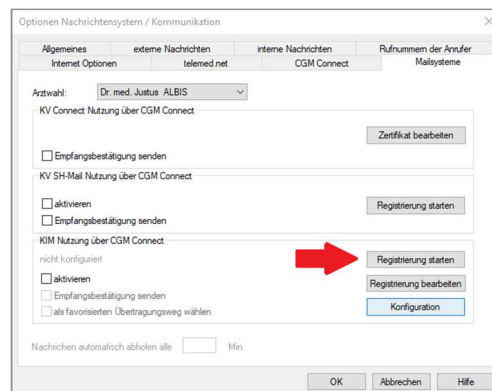 Optionen Nachrichtensystem / Kommunikation
Allgemeines externe Nachrichten interne Nachrichten Rufnummern der Anrufer
Internet Optionen telemed.net CGM Connect Mailsysteme
Arztwahl: Dr. med. Justus ALBIS
KV Connect Nutzung über CGM Connect
Zertifikat bearbeiten
Empfangsbestätigung senden
KV SH-Mail Nutzung über CGM Connect
aktivieren Registrierung starten
Empfangsbestätigung senden
KIM Nutzung über CGM Connect
nicht konfiguriert Registrierung starten
aktivieren Registrierung bearbeiten
Empfangsbestätigung senden
als favorisierten Übertragungsweg wählen Konfiguration
Nachrichen automatisch abholen alle Min.
OK Abbrechen Hilfe